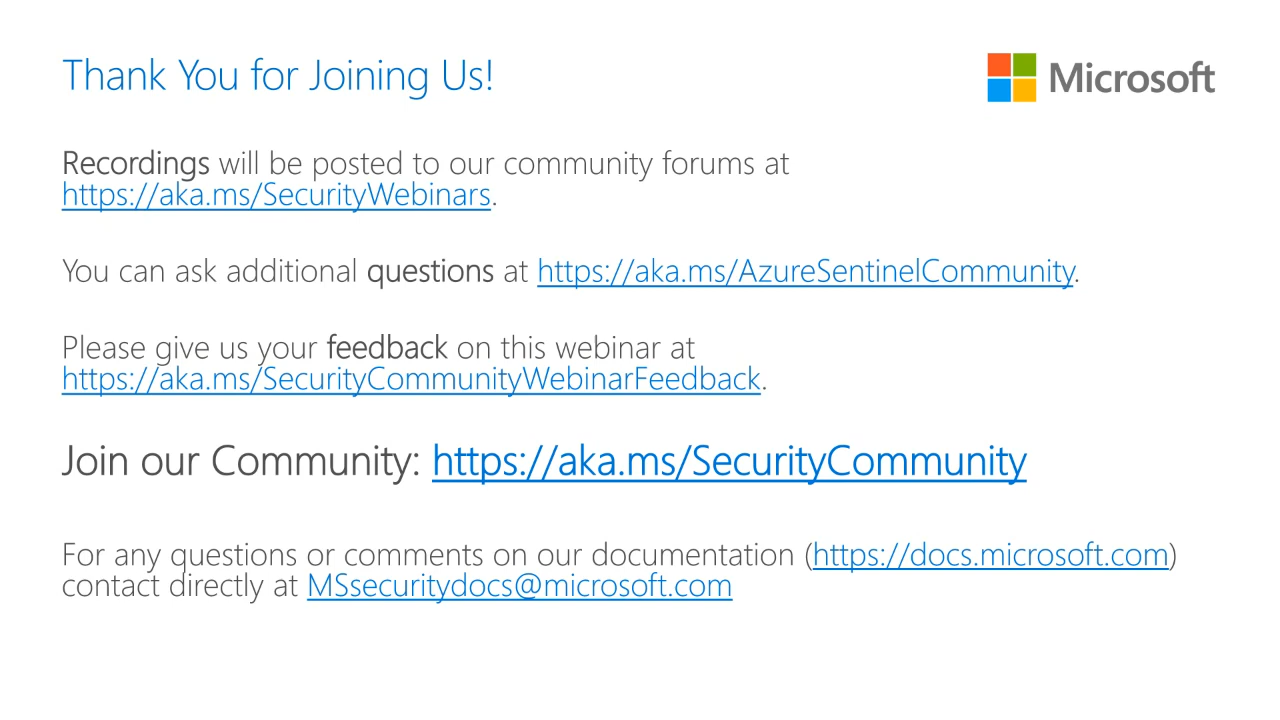 Thank You for Joining Us!
Microsoft
Recordings will be posted to our community forums at
https://aka.ms/SecurityWebinars.
You can ask additional questions at https://aka.ms/AzureSentinelCommunity.
Please give us your feedback on this webinar at
https://aka.ms/SecurityCommunityWebinarFeedback.
Join our Community: https://aka.ms/SecurityCommunity
For any questions or comments on our documentation (https://docs.microsoft.com)
contact directly at MSsecuritydocs@microsoft.com